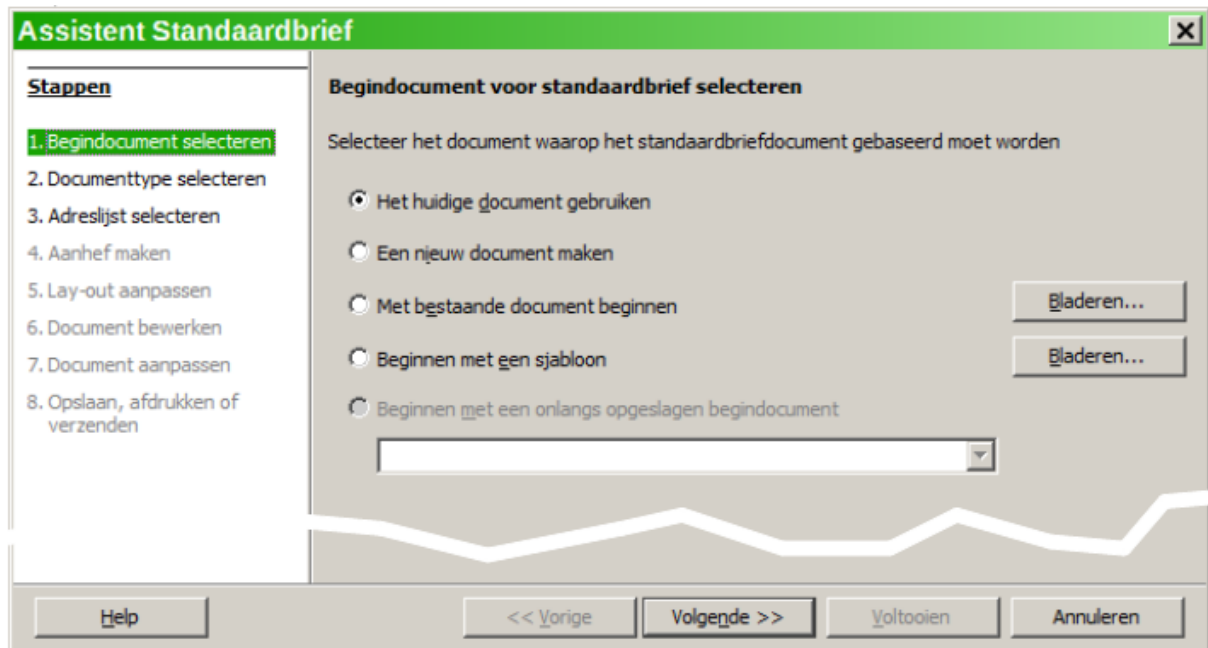 Assistent Standaardbrief
Stappen
1. Begindocument selecteren
2. Documenttype selecteren
3. Adreslijst selecteren
4. Aanhef maken
5. Lay-out aanpassen
6. Document bewerken
7. Document aanpassen
8. Opslaan, afdrukken of
verzenden
Begindocument voor standaardbrief selecteren
Selecteer het document waarop het standaardbriefdocument gebaseerd moet worden
Het huidige document gebruiken
Een nieuw document maken
Met bestaande document beginnen
Bladeren...
Beginnen met een sjabloon
Bladeren...
Beginnen met een onlangs opgeslagen begindocument
Help
<< Vorige
Volgende >>
Voltooien
Annuleren